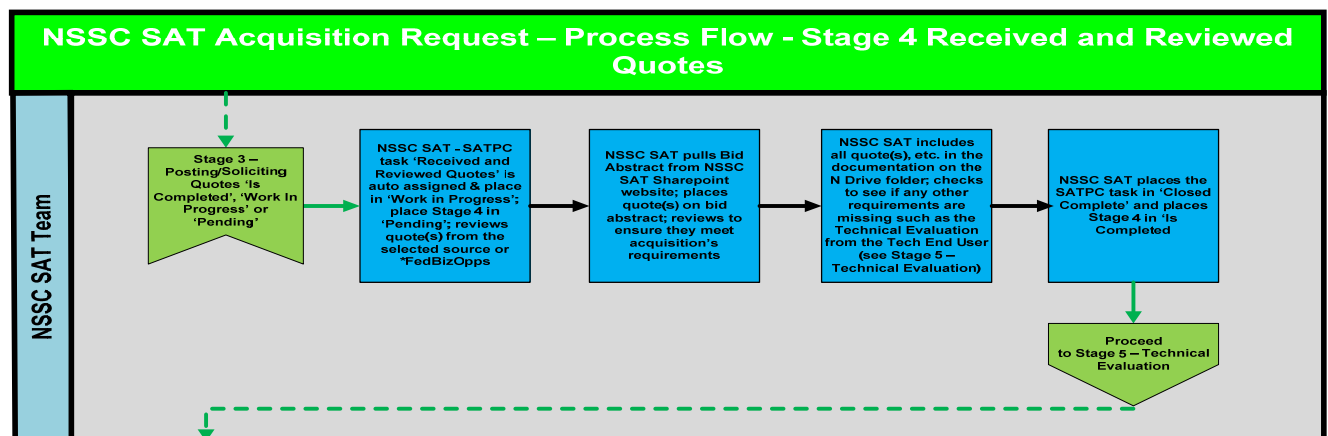 NSSC SAT Acquisition Request – Process Flow - Stage 4 Received and Reviewed
Quotes
NSSC SAT Team
Stage 3 –
Posting/Soliciting
Quotes ‘Is
Completed’, ‘Work In
Progress’ or
‘Pending’
NSSC SAT - SATPC
task ‘Received and
Reviewed Quotes’ is
auto assigned & place
in ‘Work in Progress’;
place Stage 4 in
‘Pending’; reviews
quote(s) from the
selected source or
*FedBizOpps
NSSC SAT pulls Bid
Abstract from NSSC
SAT Sharepoint
website; places
quote(s) on bid
abstract; reviews to
ensure they meet
acquisition’s
requirements
NSSC SAT includes
all quote(s), etc. in the
documentation on the
N Drive folder; checks
to see if any other
requirements are
missing such as the
Technical Evaluation
from the Tech End User
(see Stage 5 –
Technical Evaluation)
NSSC SAT places the
SATPC task in ‘Closed
Complete’ and places
Stage 4 in ‘Is
Completed
Proceed
to Stage 5 – Technical
Evaluation